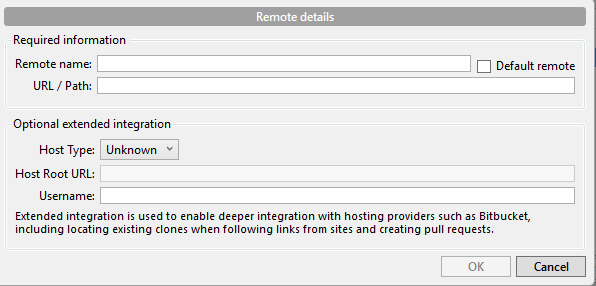 Remote details
Required information
Remote name:
Default remote
URL / Path:
Optional extended integration
Host Type: Unknown
Host Root URL:
Username:
Extended integration is used to enable deeper integration with hosting providers such as Bitbucket,
including locating existing clones when following links from sites and creating pull requests.
OK Cancel